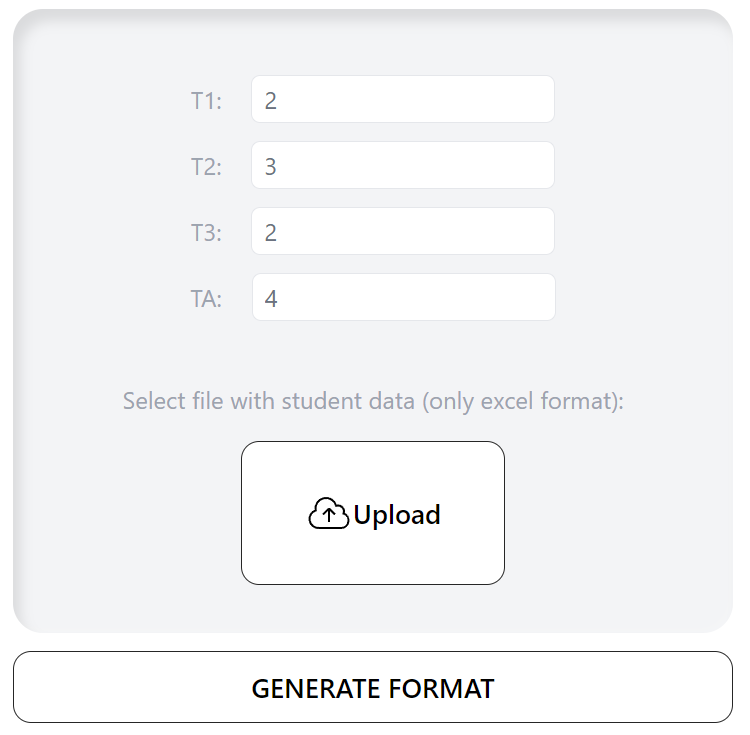 T1: 2
T2: 3
T3: 2
TA: 4
Select file with student data (only excel format):
Upload
GENERATE FORMAT